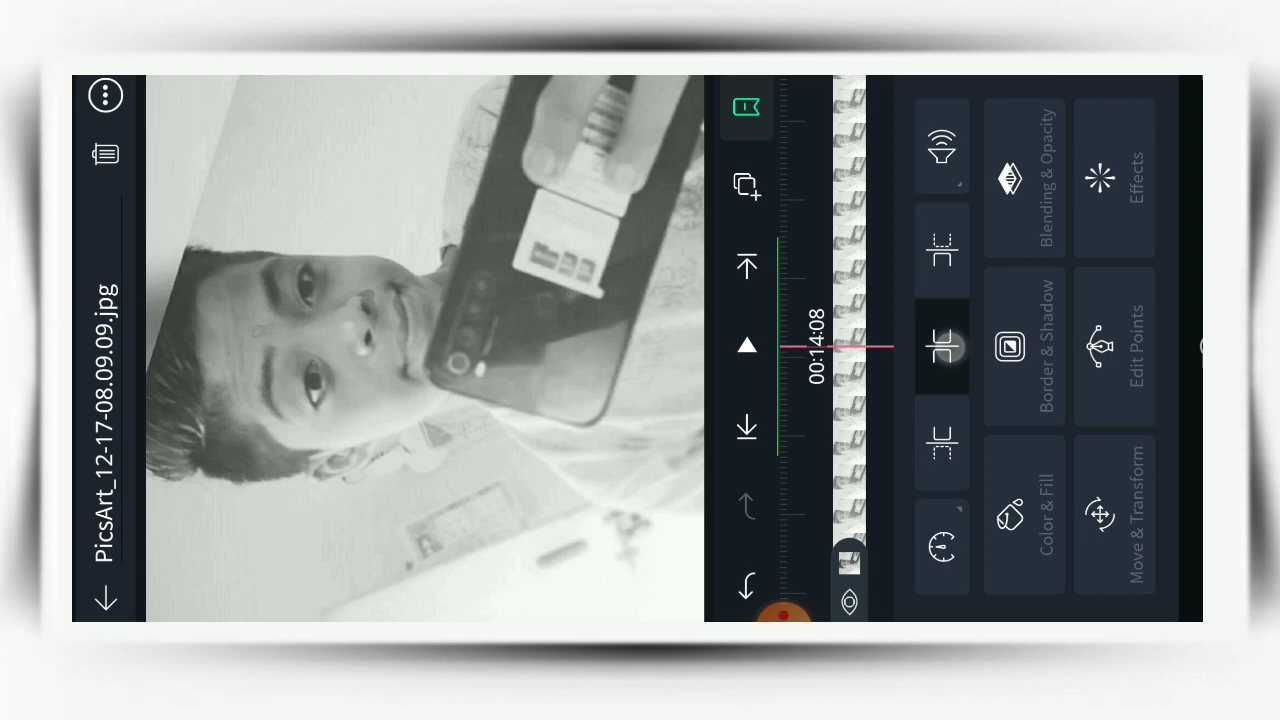 PicsArt_12-17-08.09.09.jpg
00:14:08
Color & Fill
Border & Shadow
Blending & Opacity
Move & Transform
Edit Points
Effects